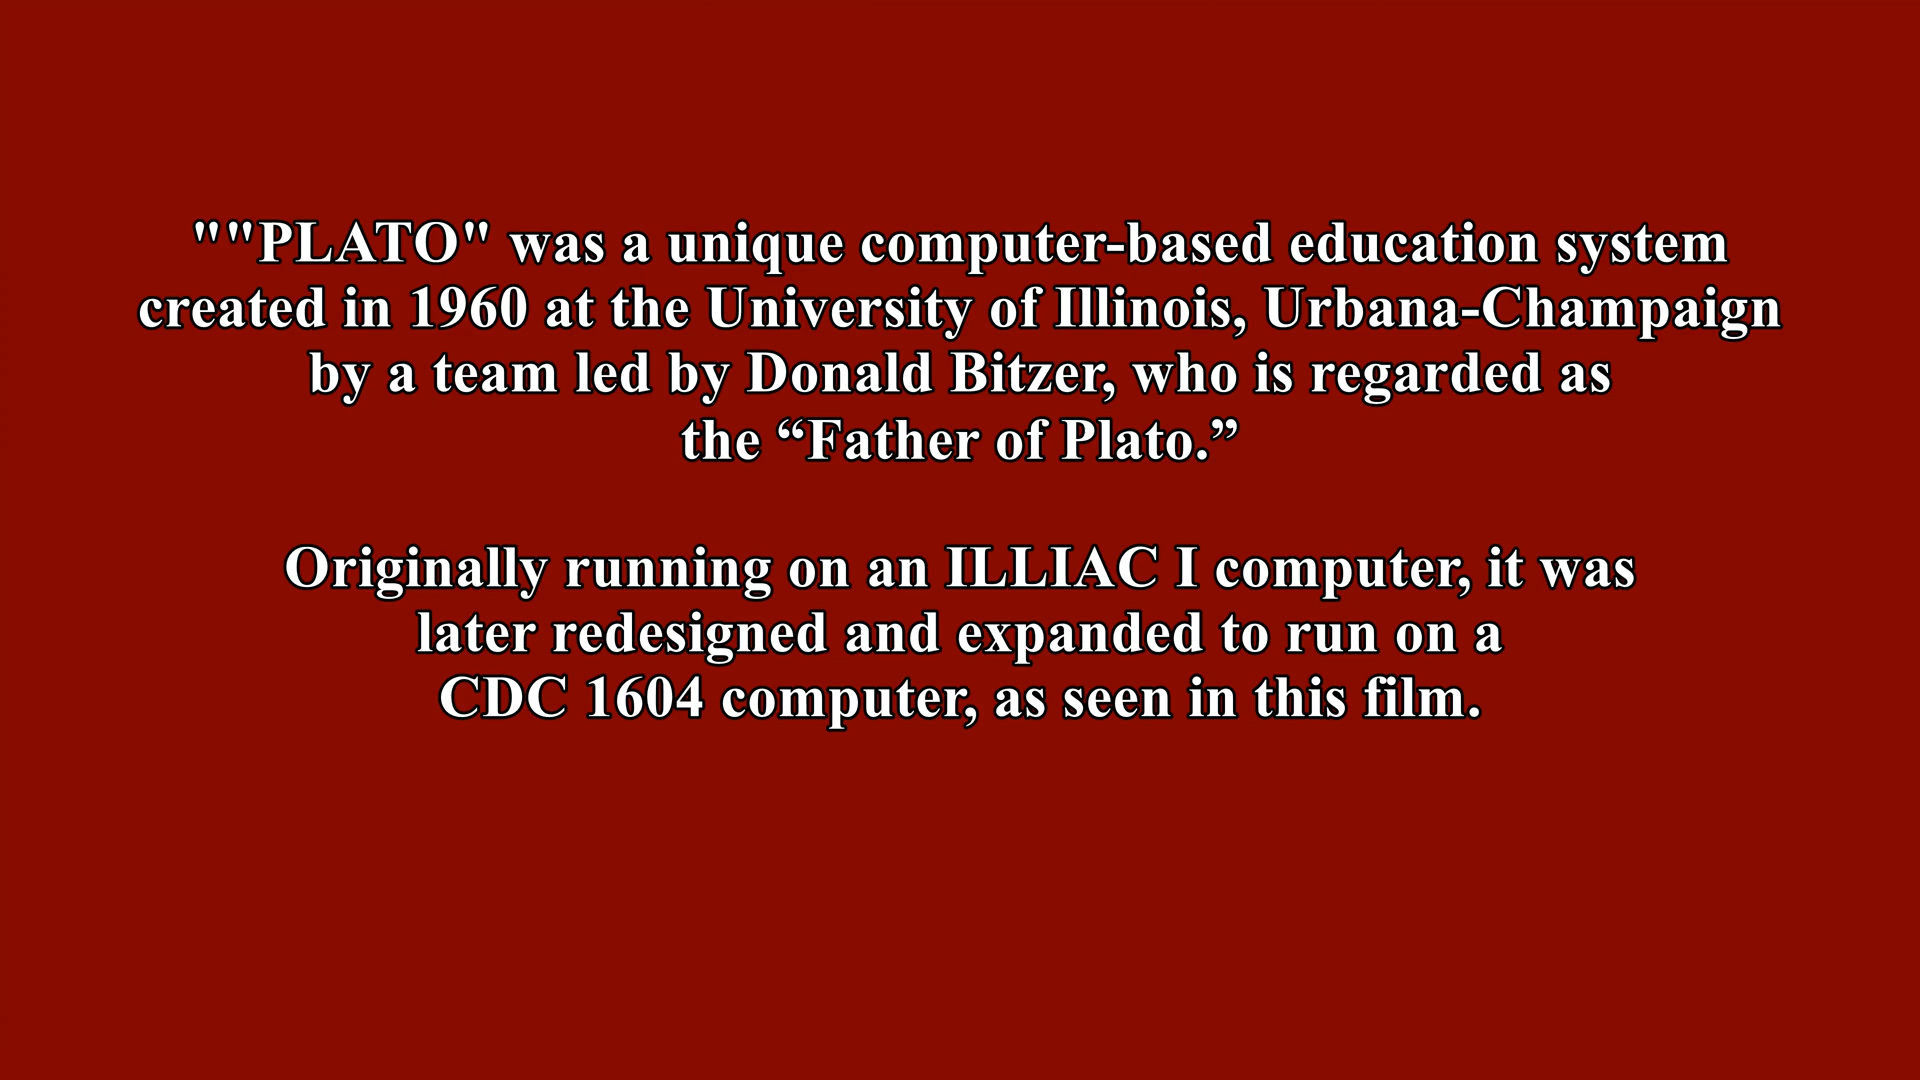 ""PLATO" was a unique computer-based education system
created in 1960 at the University of Illinois, Urbana-Champaign
by a team led by Donald Bitzer, who is regarded as
the “Father of Plato.”
Originally running on an ILLIAC I computer, it was
later redesigned and expanded to run on a
CDC 1604 computer, as seen in this film.